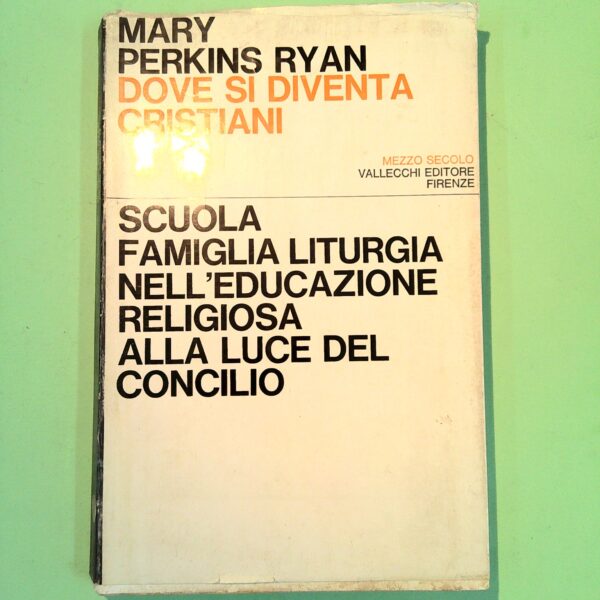 MARY
PERKINS RYAN
DOVE SI DIVENTA
CRISTIANI
MEZZO SECOLO
VALLECCHI EDITORE
FIRENZE
SCUOLA
FAMIGLIA LITURGIA
NELL'EDUCAZIONE
RELIGIOSA
ALLA LUCE DEL
CONCILIO